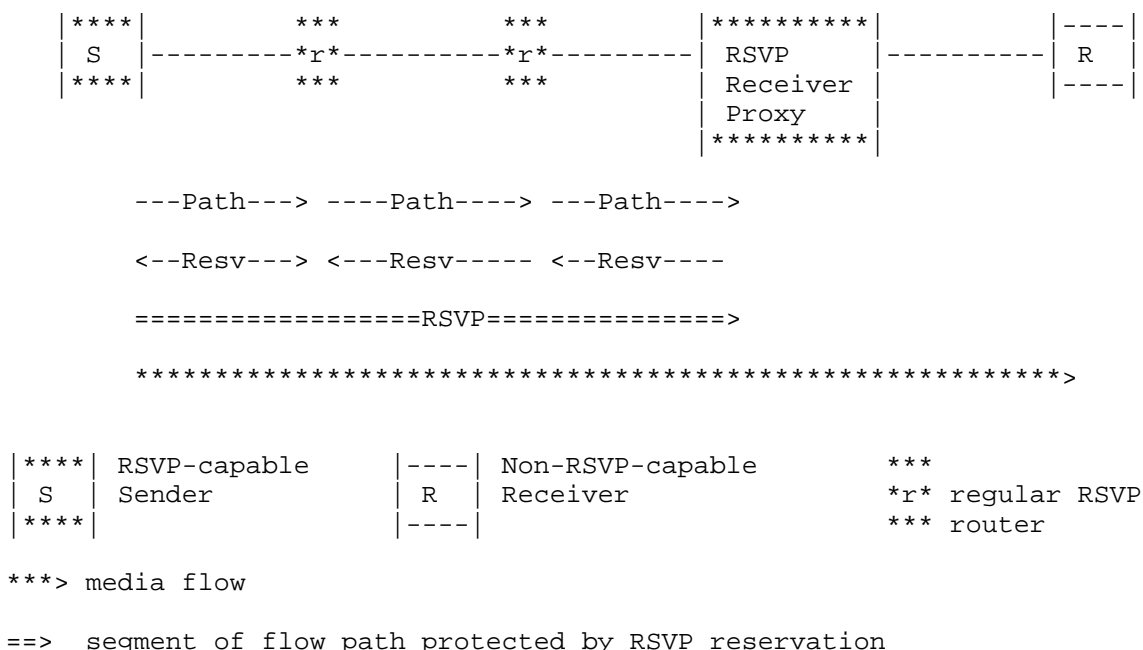 |****|          ***          ***          |**********|           |----|
| S  |---------*r*----------*r*---------| RSVP     |----------| R  |
|****|          ***          ***          | Receiver |           |----|
| Proxy    |
|**********|
---Path---> ----Path----> ---Path---->
<--Resv---> <---Resv----- <--Resv----
==================RSVP===============>
**********************************************************>
|****| RSVP-capable     |----| Non-RSVP-capable        ***
| S  | Sender           | R  | Receiver               *r* regular RSVP
|****|                  |----|                        *** router
***> media flow
==>  segment of flow path protected by RSVP reservation